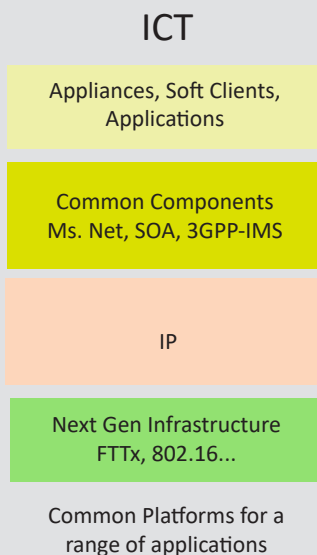 ICT
Appliances, Soft Clients,
Applications
Common Components
Ms. Net, SOA, 3GPP-IMS
IP
Next Gen Infrastructure
FTTx, 802.16...
Common Platforms for a
range of applications